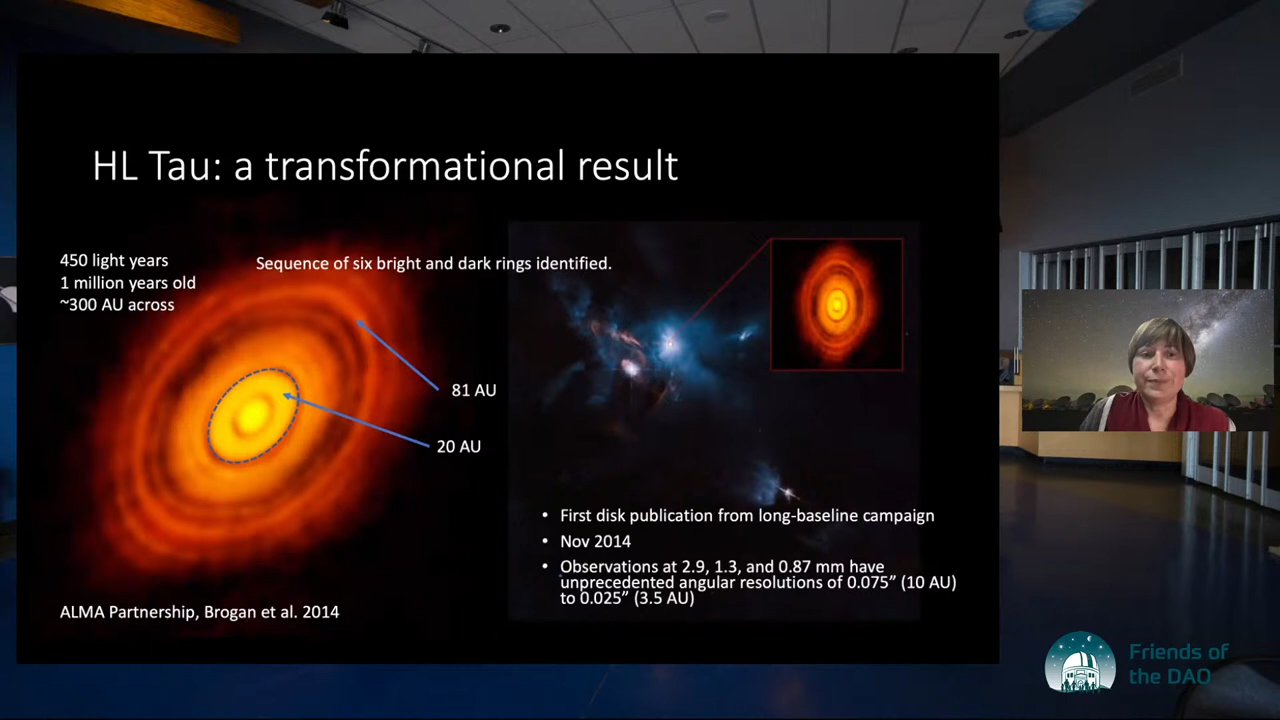 HL Tau: a transformational result
450 light years
1 million years old
~300 AU across
Sequence of six bright and dark rings identified.
81 AU
20 AU
• First disk publication from long-baseline campaign
• Nov 2014
• Observations at 2.9, 1.3, and 0.87 mm have
unprecedented angular resolutions of 0.075” (10 AU)
to 0.025” (3.5 AU)
ALMA Partnership, Brogan et al. 2014
Friends of
the DAO